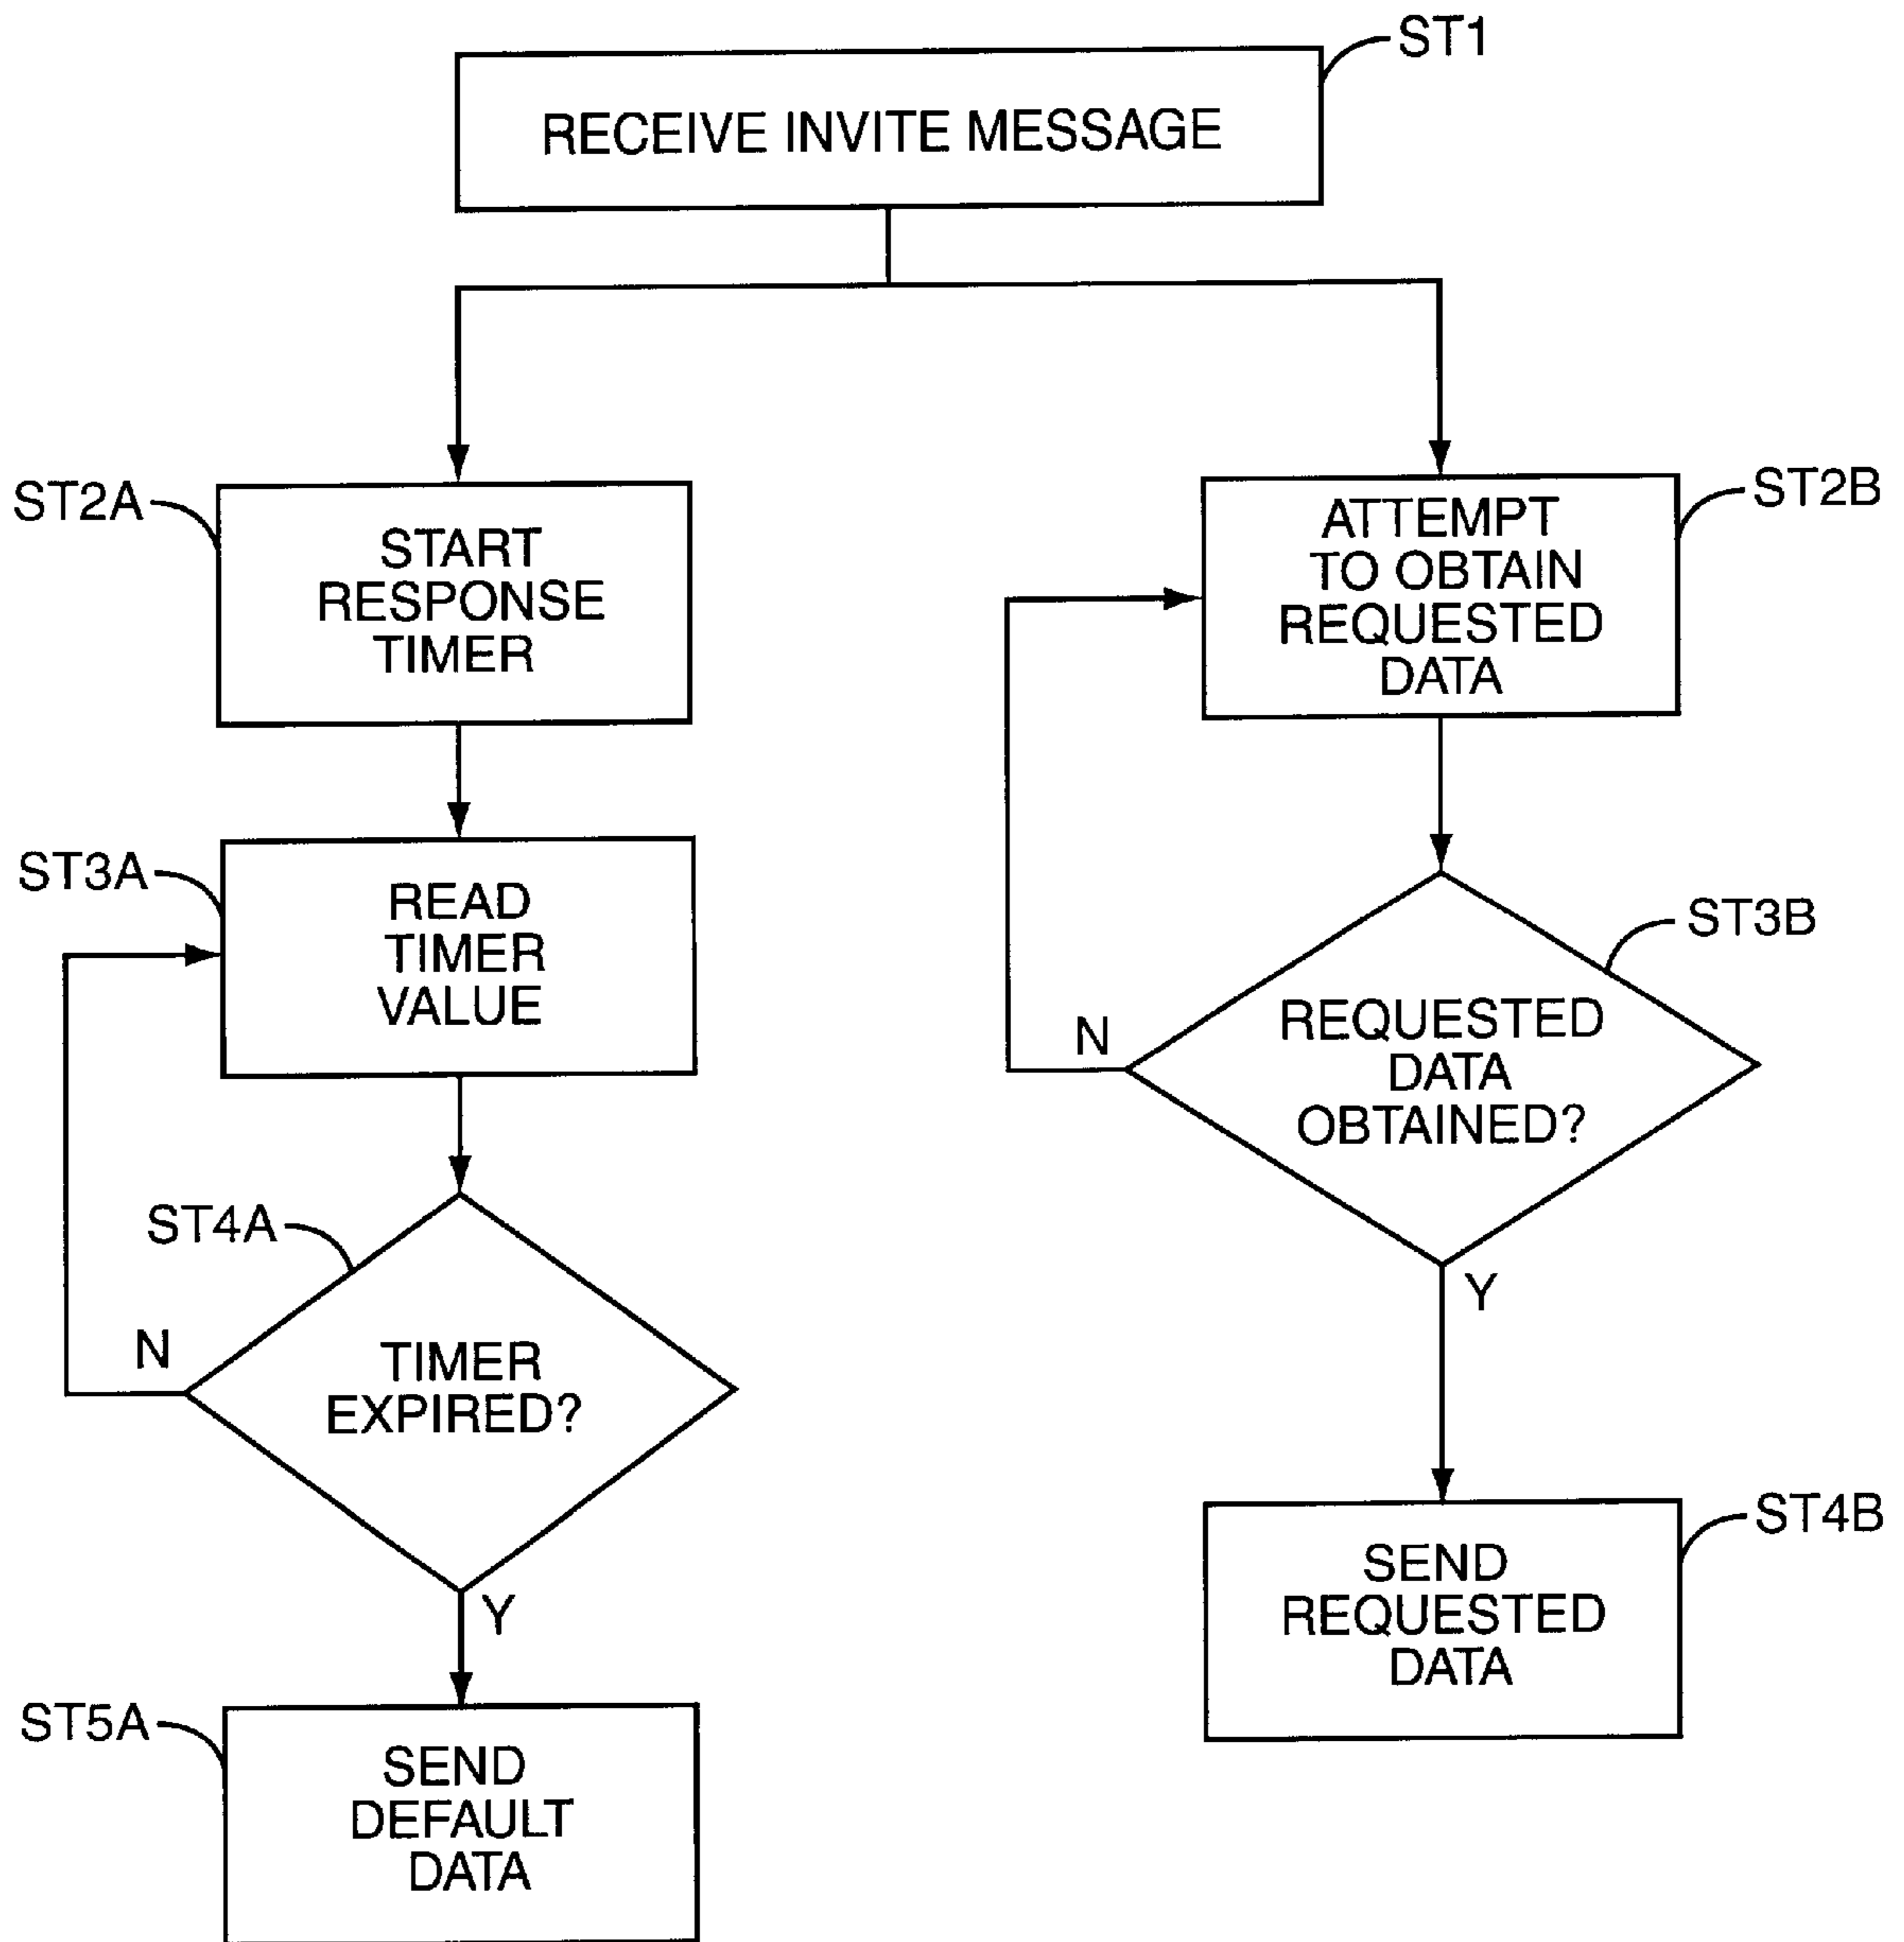 ST1
RECEIVE INVITE MESSAGE
ST2A
START
RESPONSE
TIMER
ST2B
ATTEMPT
TO OBTAIN
REQUESTED
DATA
ST3A
READ
TIMER
VALUE
ST3B
REQUESTED
DATA
OBTAINED?
N
Y
ST4A
TIMER
EXPIRED?
N
Y
ST4B
SEND
REQUESTED
DATA
ST5A
SEND
DEFAULT
DATA